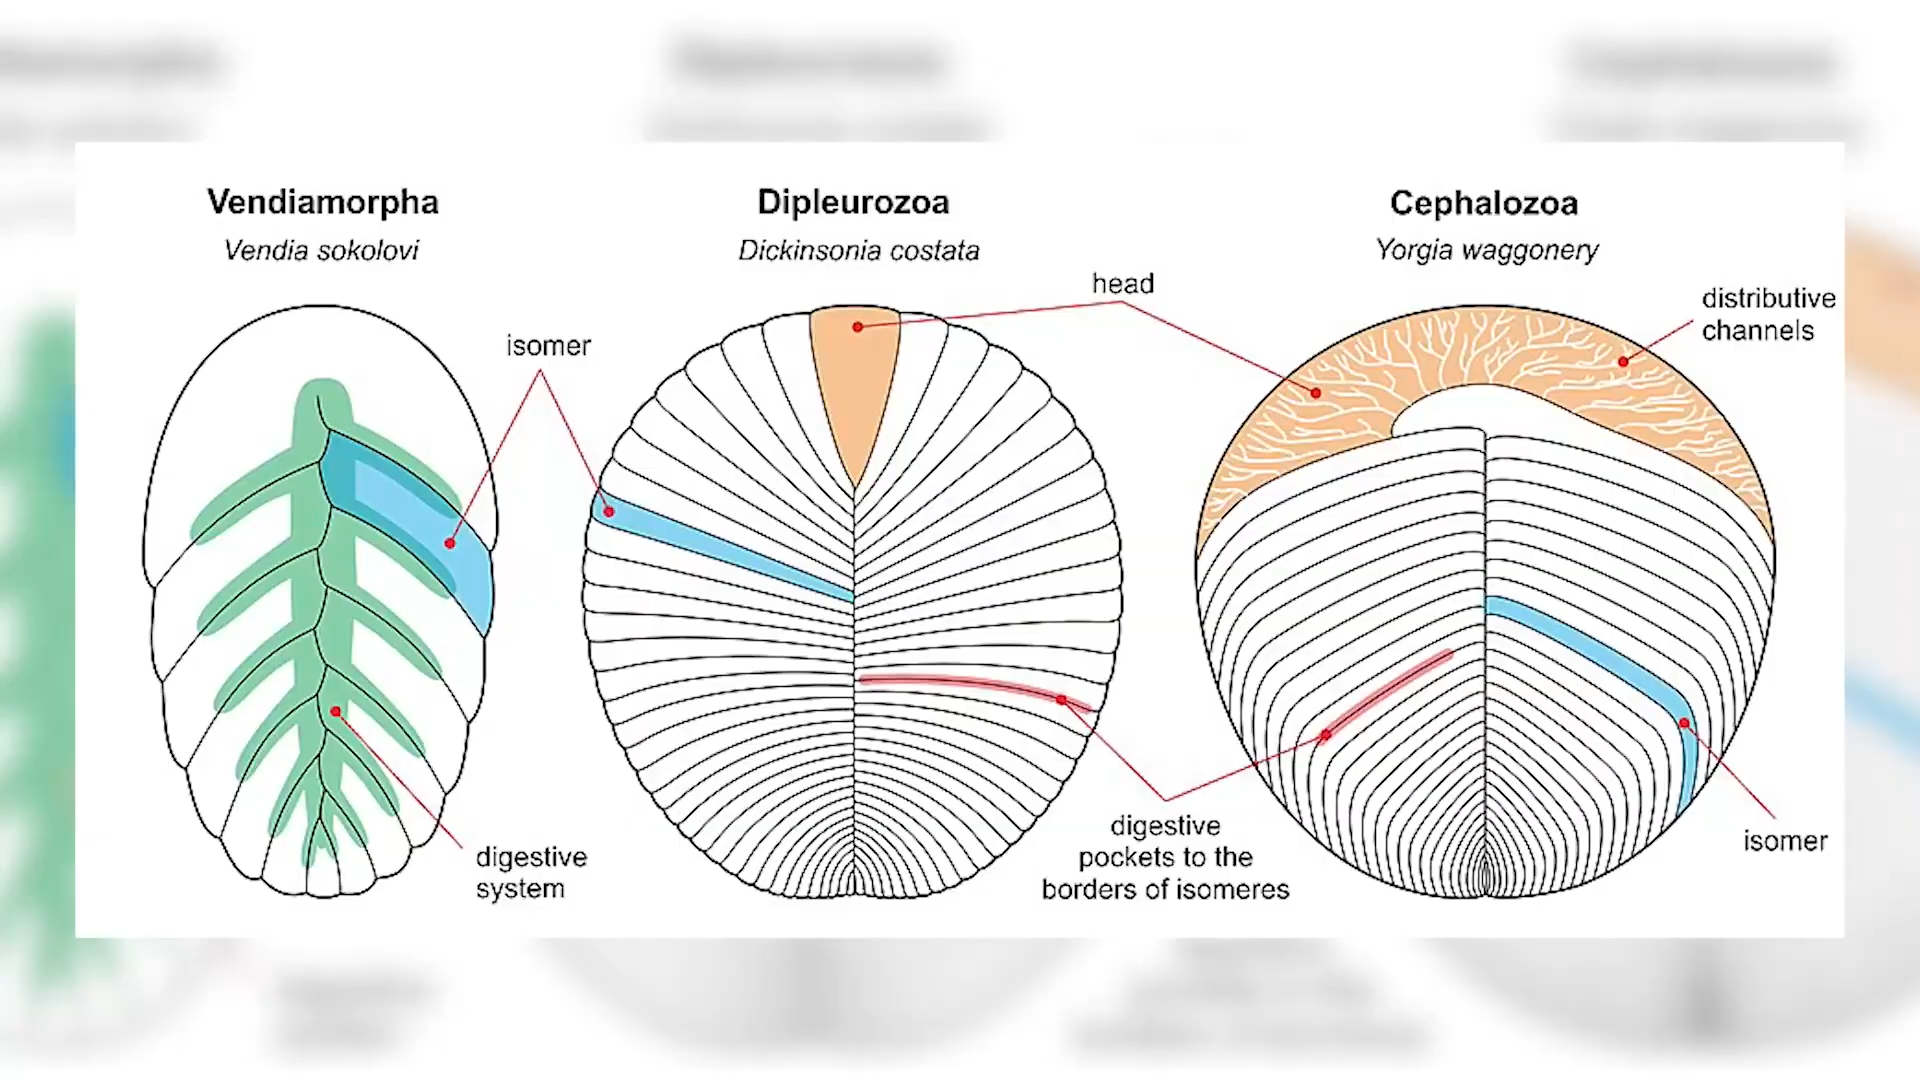 Vendiamorpha
Vendia sokolovi
Dipleurozoa
Dickinsonia costata
Cephalozoa
Yorgia waggonery
head
distributive
channels
isomer
digestive
system
digestive
pockets to the
borders of isomeres
isomer